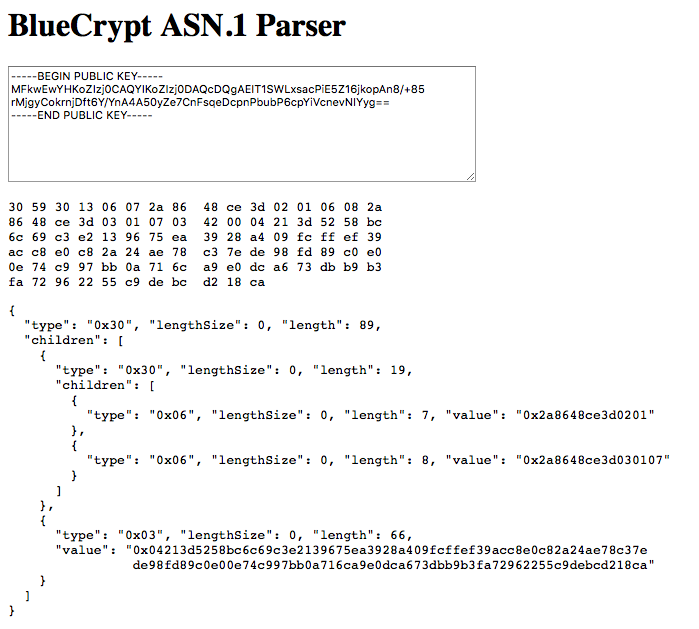 BlueCrypt ASN.1 Parser
-----BEGIN PUBLIC KEY-----
MFkwEwYHKoZIzj0CAQYIKoZIzj0DAQcDQgAEIT1SWLxsacPiE5Z16jkopAn8/+85
rMjgyCokrnjDft6Y/YnA4A50yZe7CnFsqeDcpnPbubP6cpYiVcnevNIYyg==
-----END PUBLIC KEY-----
30 59 30 13 06 07 2a 86  48 ce 3d 02 01 06 08 2a
86 48 ce 3d 03 01 07 03  42 00 04 21 3d 52 58 bc
6c 69 c3 e2 13 96 75 ea  39 28 a4 09 fc ff ef 39
ac c8 e0 c8 2a 24 ae 78  c3 7e de 98 fd 89 c0 e0
0e 74 c9 97 bb 0a 71 6c  a9 e0 dc a6 73 db b9 b3
fa 72 96 22 55 c9 de bc  d2 18 ca
{
  "type": "0x30", "lengthSize": 0, "length": 89,
  "children": [
    {
      "type": "0x30", "lengthSize": 0, "length": 19,
      "children": [
        {
          "type": "0x06", "lengthSize": 0, "length": 7, "value": "0x2a8648ce3d0201"
        },
        {
          "type": "0x06", "lengthSize": 0, "length": 8, "value": "0x2a8648ce3d030107"
        }
      ]
    },
    {
      "type": "0x03", "lengthSize": 0, "length": 66,
      "value": "0x04213d5258bc6c69c3e2139675ea3928a409fcffef39acc8e0c82a24ae78c37e
                de98fd89c0e00e74c997bb0a716ca9e0dca673dbb9b3fa72962255c9debcd218ca"
    }
  ]
}